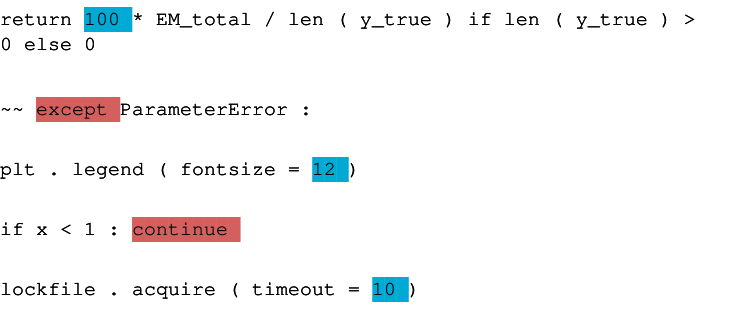 return 100 * EM_total / len ( y_true ) if len ( y_true ) >
0 else 0
~~ except ParameterError :
plt . legend ( fontsize = 12 )
if x < 1 : continue
lockfile . acquire ( timeout = 10 )